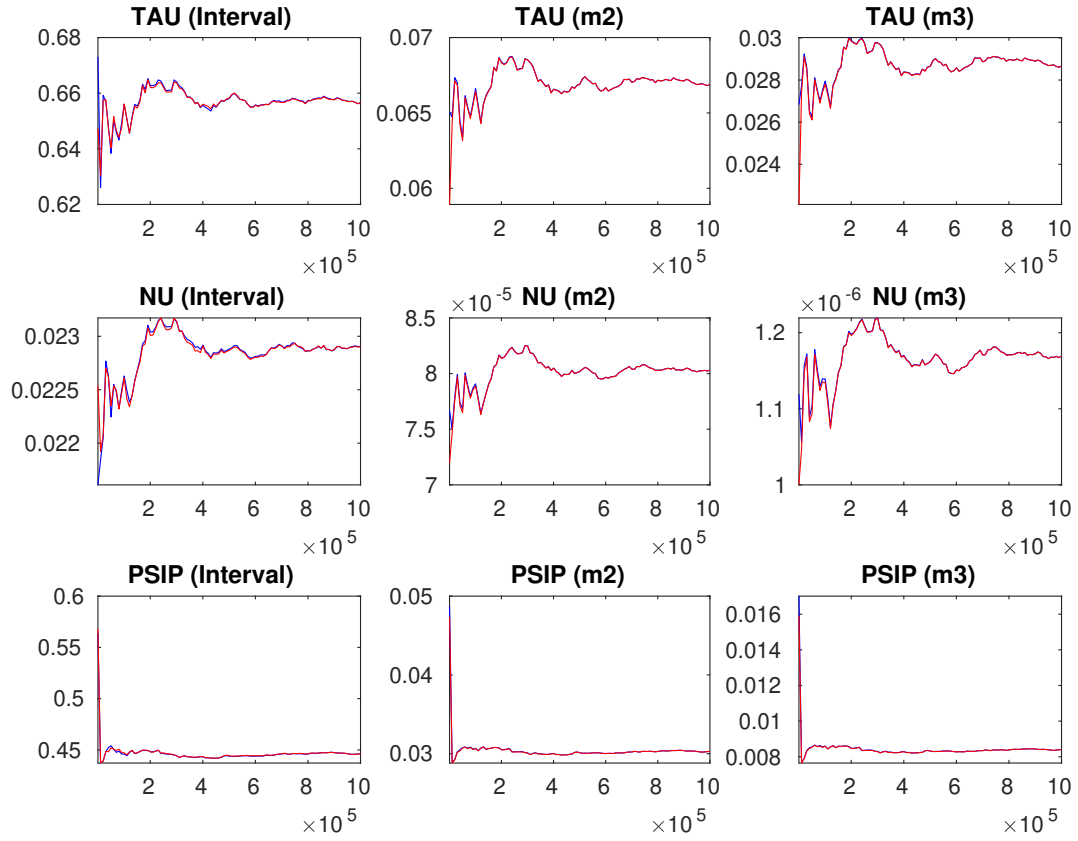 TAU (Interval)
0.68
0.66
0.64
0.62
2 4 6 8 10
×10 5
TAU (m2)
0.07
0.065
0.06
2 4 6 8 10
×10 5
TAU (m3)
0.03
0.028
0.026
0.024
2 4 6 8 10
×10 5
NU (Interval)
0.023
0.0225
0.022
2 4 6 8 10
×10 5
×10 -5 NU (m2)
8.5
8
7.5
7
2 4 6 8 10
×10 5
×10 -6 NU (m3)
1.2
1.1
1
2 4 6 8 10
×10 5
PSIP (Interval)
0.6
0.55
0.5
0.45
2 4 6 8 10
×10 5
PSIP (m2)
0.05
0.04
0.03
2 4 6 8 10
×10 5
PSIP (m3)
0.016
0.014
0.012
0.01
0.008
2 4 6 8 10
×10 5